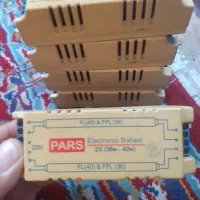 FL(40) & FPL (36)
220V
PARS Electronic Ballast
2X (36w - 40w)
FL(40) & FPL (36)